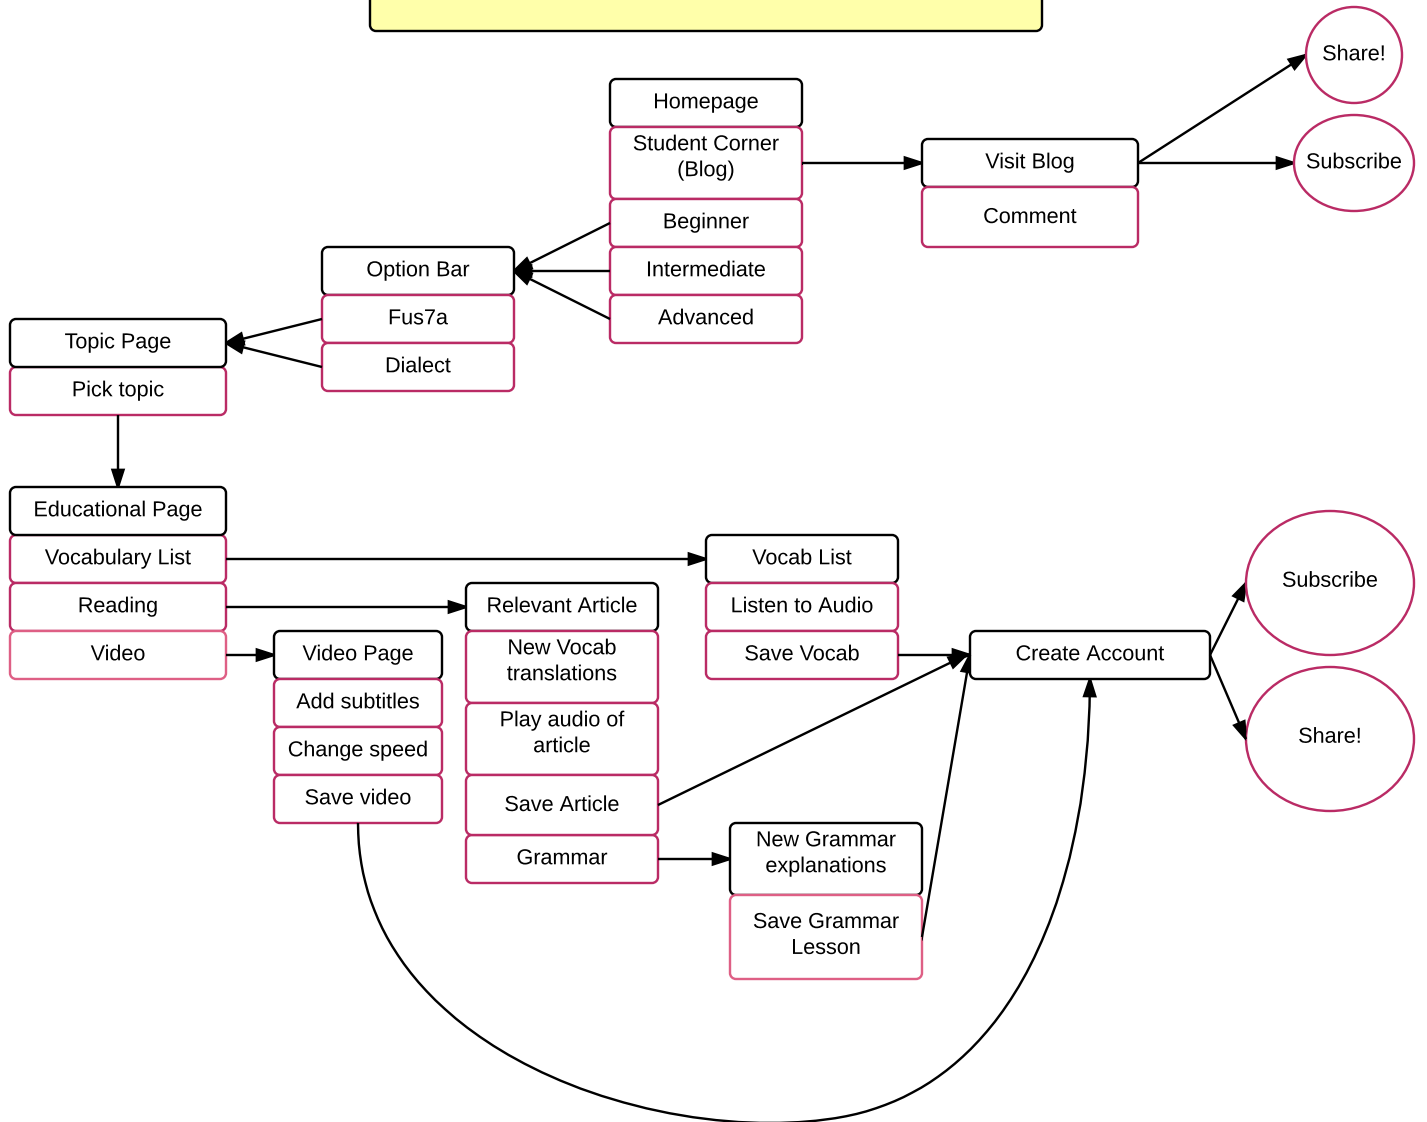 Share!
Homepage
Student Corner
(Blog)
Visit Blog
Subscribe
Comment
Beginner
Intermediate
Advanced
Option Bar
Fus7a
Dialect
Topic Page
Pick topic
Educational Page
Vocabulary List
Reading
Video
Vocab List
Listen to Audio
Save Vocab
Relevant Article
New Vocab
translations
Play audio of
article
Save Article
Grammar
Video Page
Add subtitles
Change speed
Save video
New Grammar
explanations
Save Grammar
Lesson
Create Account
Subscribe
Share!